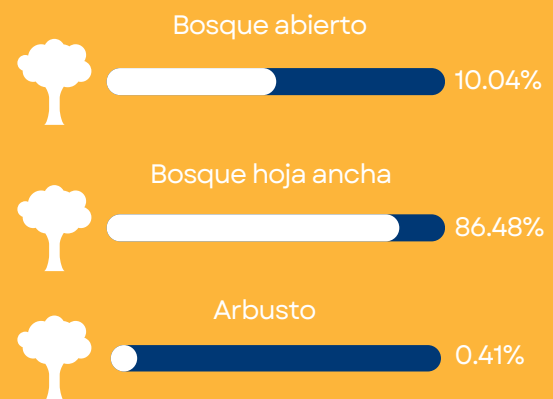 Bosque abierto
10.04%
Bosque hoja ancha
86.48%
Arbusto
0.41%